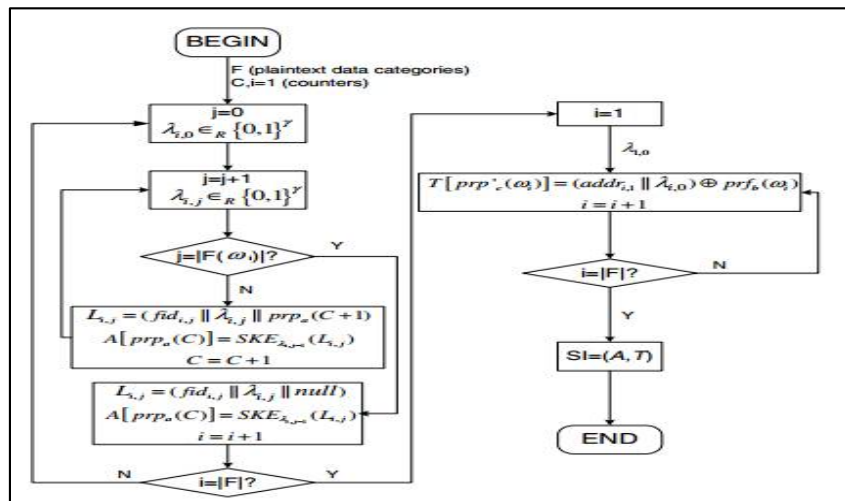 BEGIN
F (plaintext data categories)
C,i=1 (counters)
j=0
λ_{i,0} ∈_R {0,1}^γ
j=j+1
λ_{i,j} ∈_R {0,1}^γ
j=|F(ω_i)|?
Y
N
L_{i,j}=(fid_{i,j} || λ_{i,j} || prp_a(C+1)
A[prp_a(C)]=SKE_{λ_{i,j-1}}(L_{i,j})
C=C+1
L_{i,j}=(fid_{i,j} || λ_{i,j} || null)
A[prp_a(C)]=SKE_{λ_{i,j-1}}(L_{i,j})
i=i+1
N
i=|F|?
Y
i=1
λ_{i,0}
T[prp'_c(ω_i)]=(addr_{i,1} || λ_{i,0}) ⊕ prf_b(ω_i)
i=i+1
i=|F|?
N
Y
SI=(A,T)
END